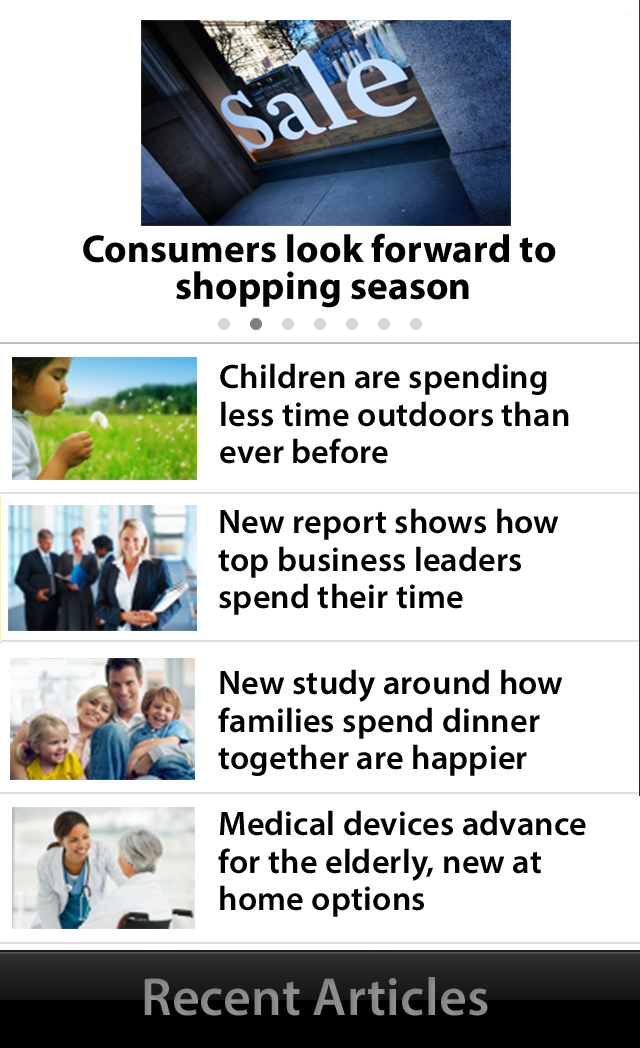 Sale
Consumers look forward to
shopping season
Children are spending
less time outdoors than
ever before
New report shows how
top business leaders
spend their time
New study around how
families spend dinner
together are happier
Medical devices advance
for the elderly, new at
home options
Recent Articles